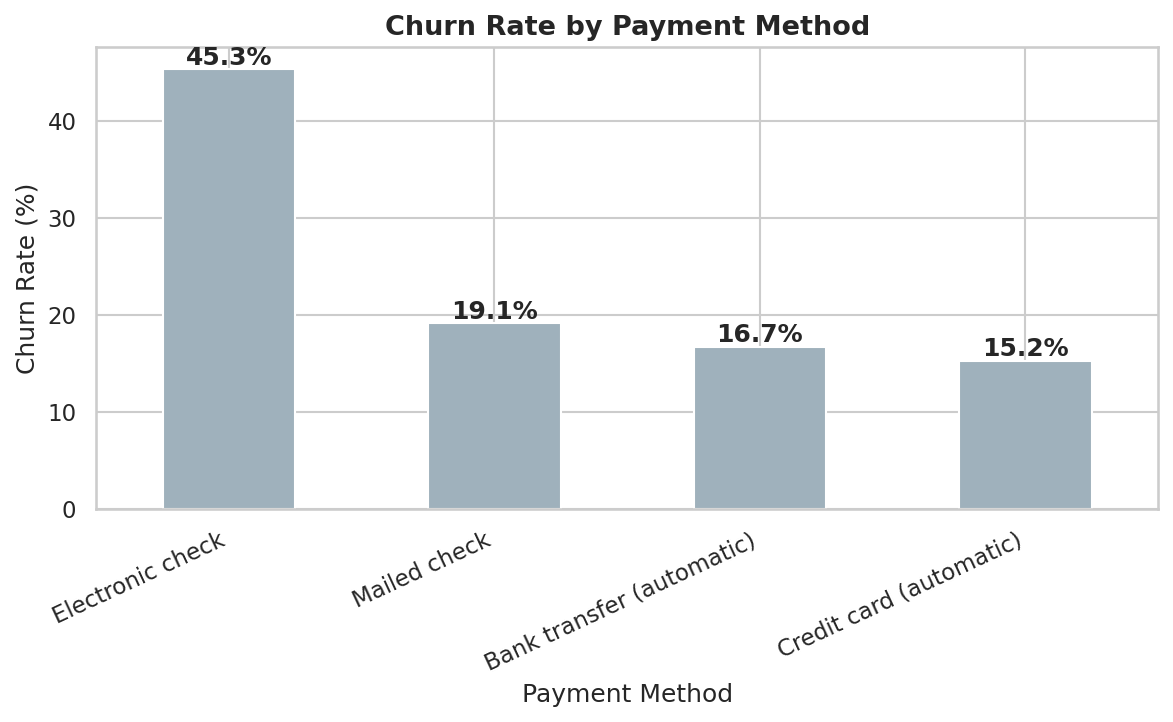 Churn Rate by Payment Method
45.3%
19.1%
16.7%
15.2%
Churn Rate (%)
40
30
20
10
0
Electronic check
Mailed check
Bank transfer (automatic)
Credit card (automatic)
Payment Method